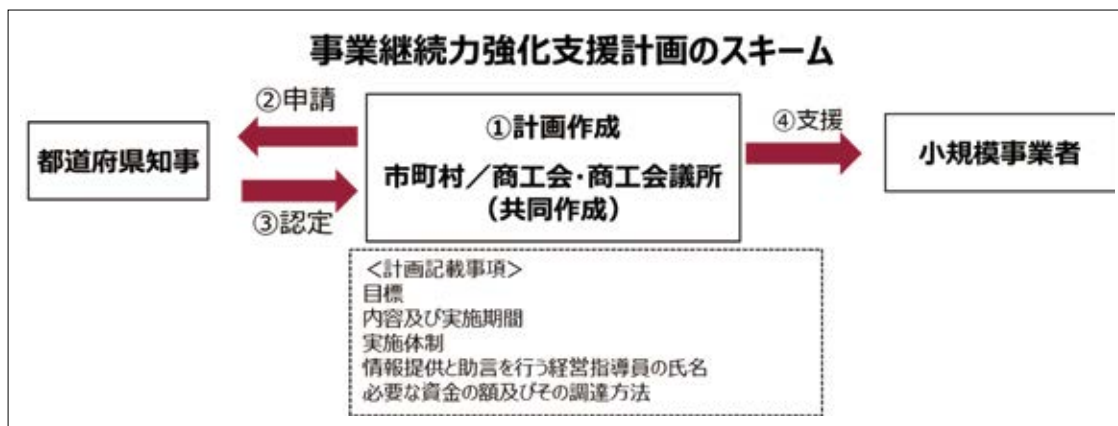 事業継続力強化支援計画のスキーム
②申請
都道府県知事
③認定
①計画作成
市町村／商工会・商工会議所
（共同作成）
④支援
小規模事業者
＜計画記載事項＞
目標
内容及び実施期間
実施体制
情報提供と助言を行う経営指導員の氏名
必要な資金の額及びその調達方法